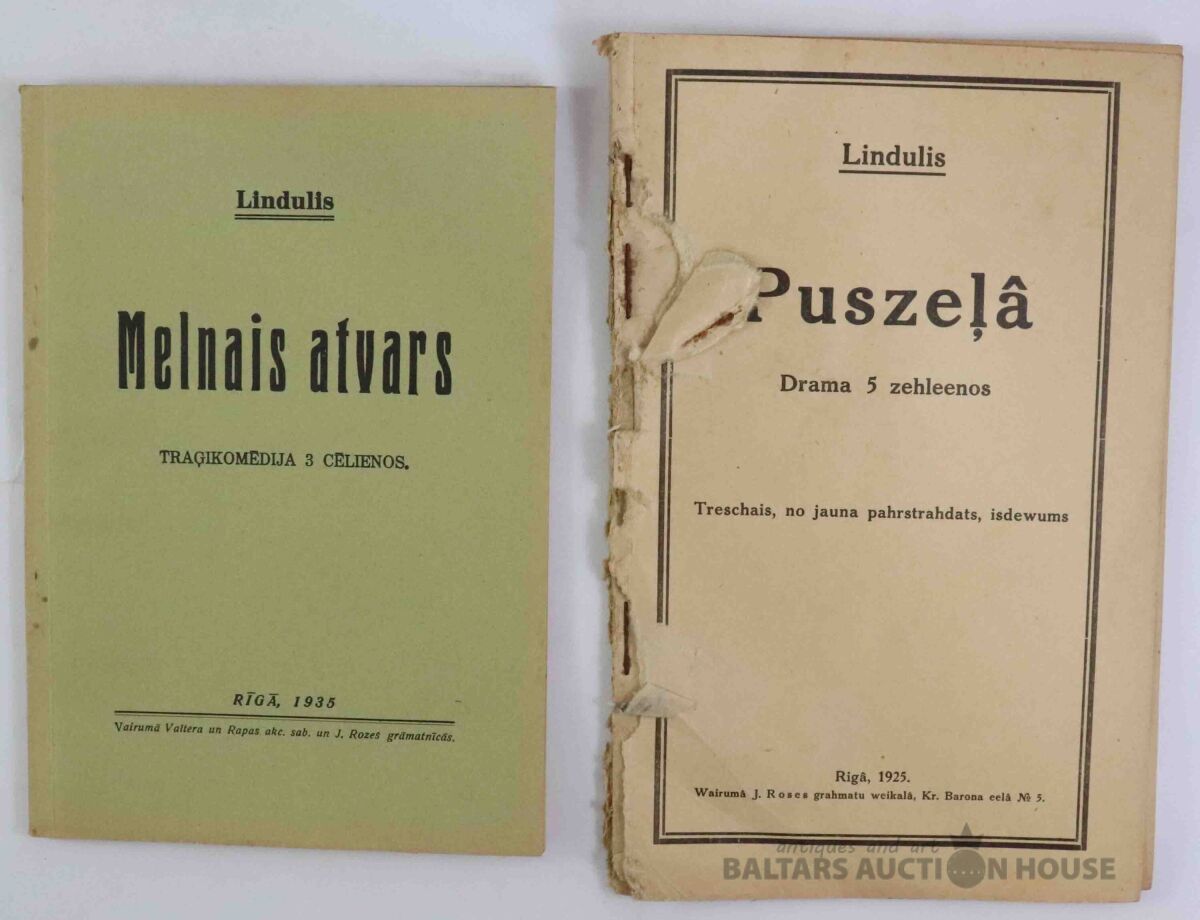 Lindulis
Melnais atvars
TRAĢIKOMĒDIJA 3 CĒLIENOS.
RĪGĀ, 1935
Vairumā Valtera un Rapas akc. sab. un J. Rozes grāmatnīcās.
Lindulis
Puszeļâ
Drama 5 zehleenos
Treschais, no jauna pahrstrahdats, isdewums
Rigâ, 1925.
Wairumâ J. Roses grahmatu weikalâ, Kr. Barona eelâ № 5.
antiques and art
BALTARS AUCTION HOUSE